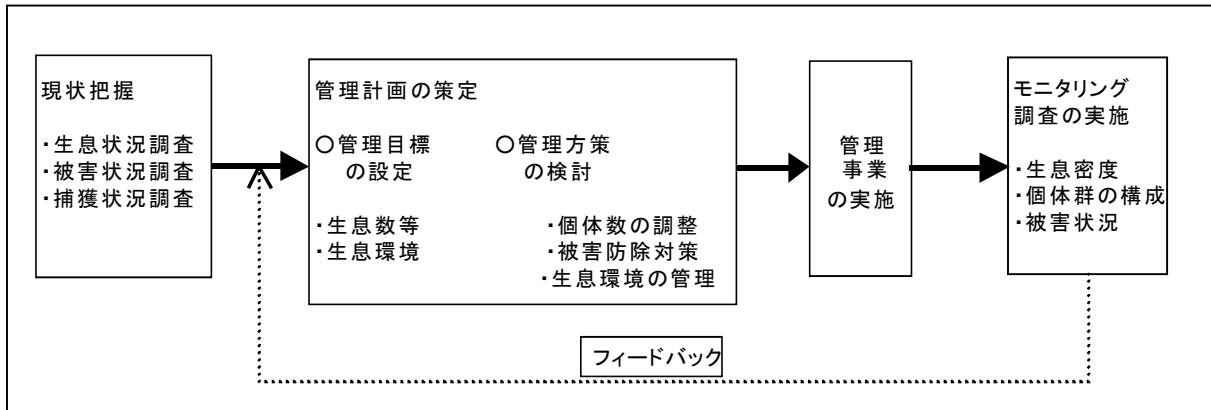 現状把握
・生息状況調査
・被害状況調査
・捕獲状況調査
管理計画の策定
○管理目標
の設定
・生息数等
・生息環境
○管理方策
の検討
・個体数の調整
・被害防除対策
・生息環境の管理
管理
事業
の実施
モニタリング
調査の実施
・生息密度
・個体群の構成
・被害状況
フィードバック